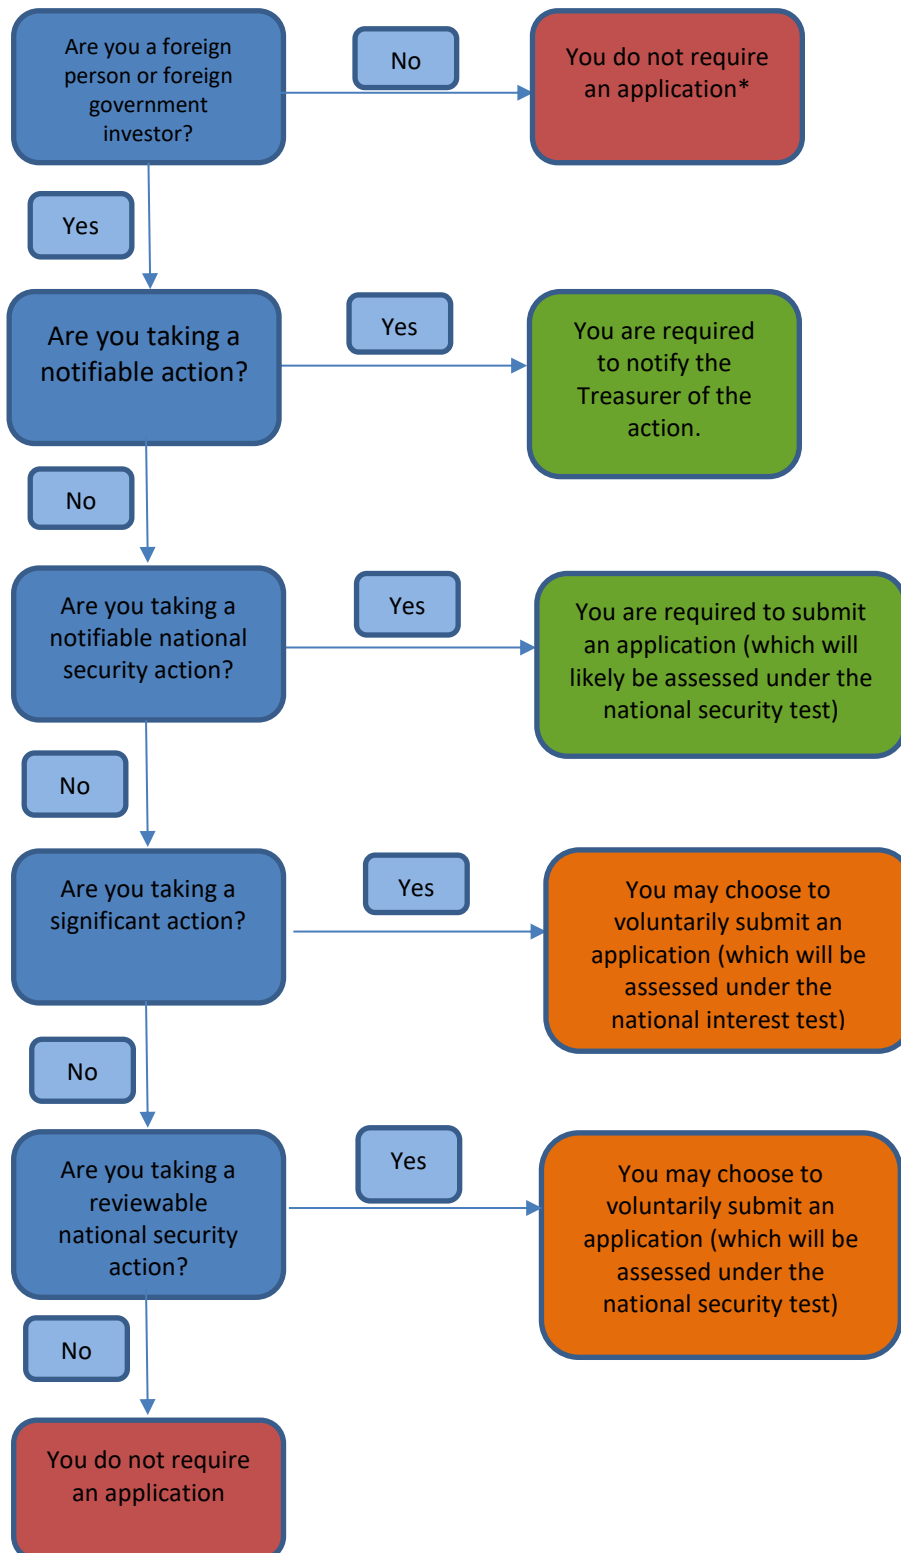 Are you a foreign
person or foreign
government
investor?
No
You do not require
an application*
Yes
Are you taking a
notifiable action?
Yes
You are required
to notify the
Treasurer of the
action.
No
Are you taking a
notifiable national
security action?
Yes
You are required to submit
an application (which will
likely be assessed under the
national security test)
No
Are you taking a
significant action?
Yes
You may choose to
voluntarily submit an
application (which will be
assessed under the
national interest test)
No
Are you taking a
reviewable
national security
action?
Yes
You may choose to
voluntarily submit an
application (which will be
assessed under the
national security test)
No
You do not require
an application